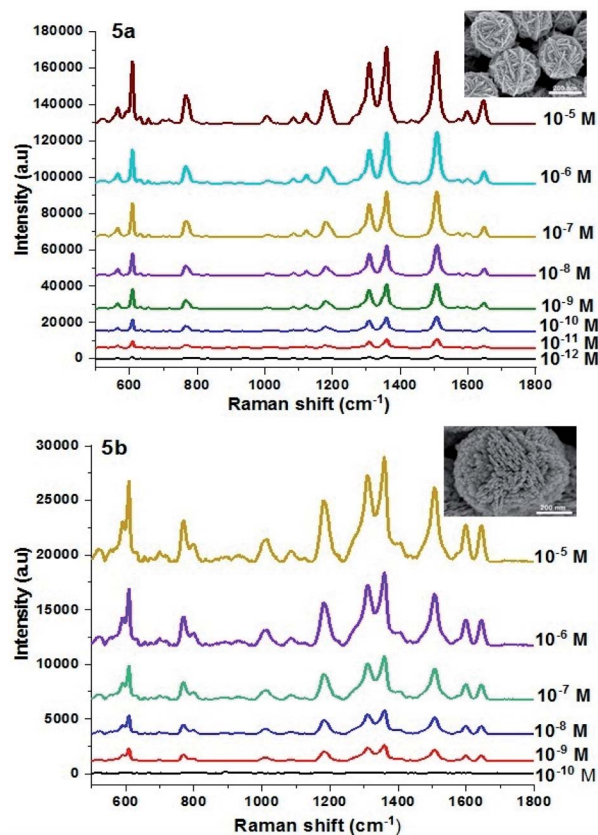 5a
180000
160000
140000
120000
100000
80000
60000
40000
20000
0
Intensity (a.u)
200 nm
10⁻⁵ M
10⁻⁶ M
10⁻⁷ M
10⁻⁸ M
10⁻⁹ M
10⁻¹⁰ M
10⁻¹¹ M
10⁻¹² M
600 800 1000 1200 1400 1600 1800
Raman shift (cm⁻¹)
5b
30000
25000
20000
15000
10000
5000
0
Intensity (a.u)
200 nm
10⁻⁵ M
10⁻⁶ M
10⁻⁷ M
10⁻⁸ M
10⁻⁹ M
10⁻¹⁰ M
600 800 1000 1200 1400 1600 1800
Raman shift (cm⁻¹)